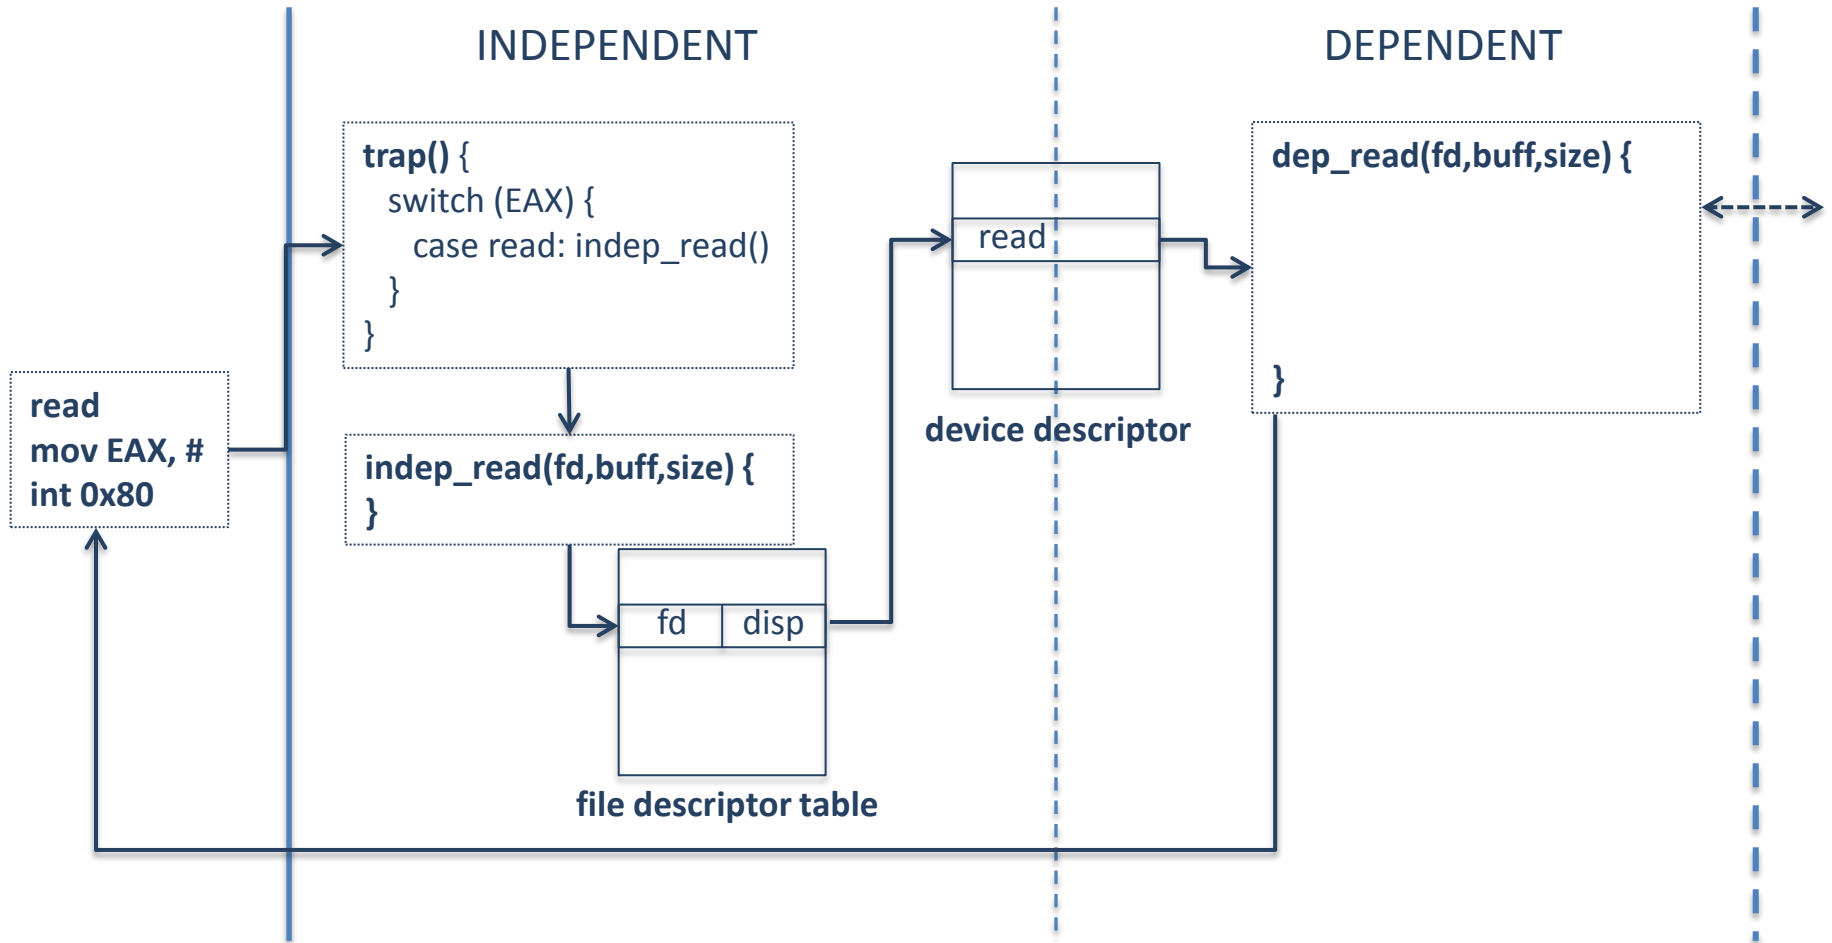 INDEPENDENT
DEPENDENT
trap() {
switch (EAX) {
case read: indep_read()
}
}
read
mov EAX, #
int 0x80
indep_read(fd,buff,size) {
}
fd
disp
file descriptor table
read
device descriptor
dep_read(fd,buff,size) {
}